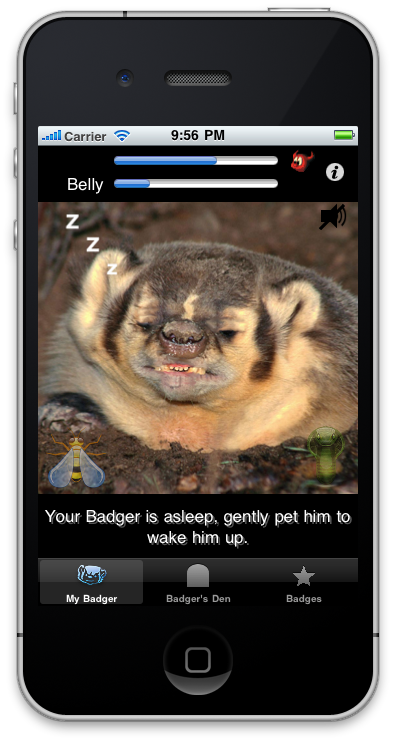 Carrier 9:56 PM
i
Belly
z
z
z
Your Badger is asleep, gently pet him to
wake him up.
My Badger Badger's Den Badges